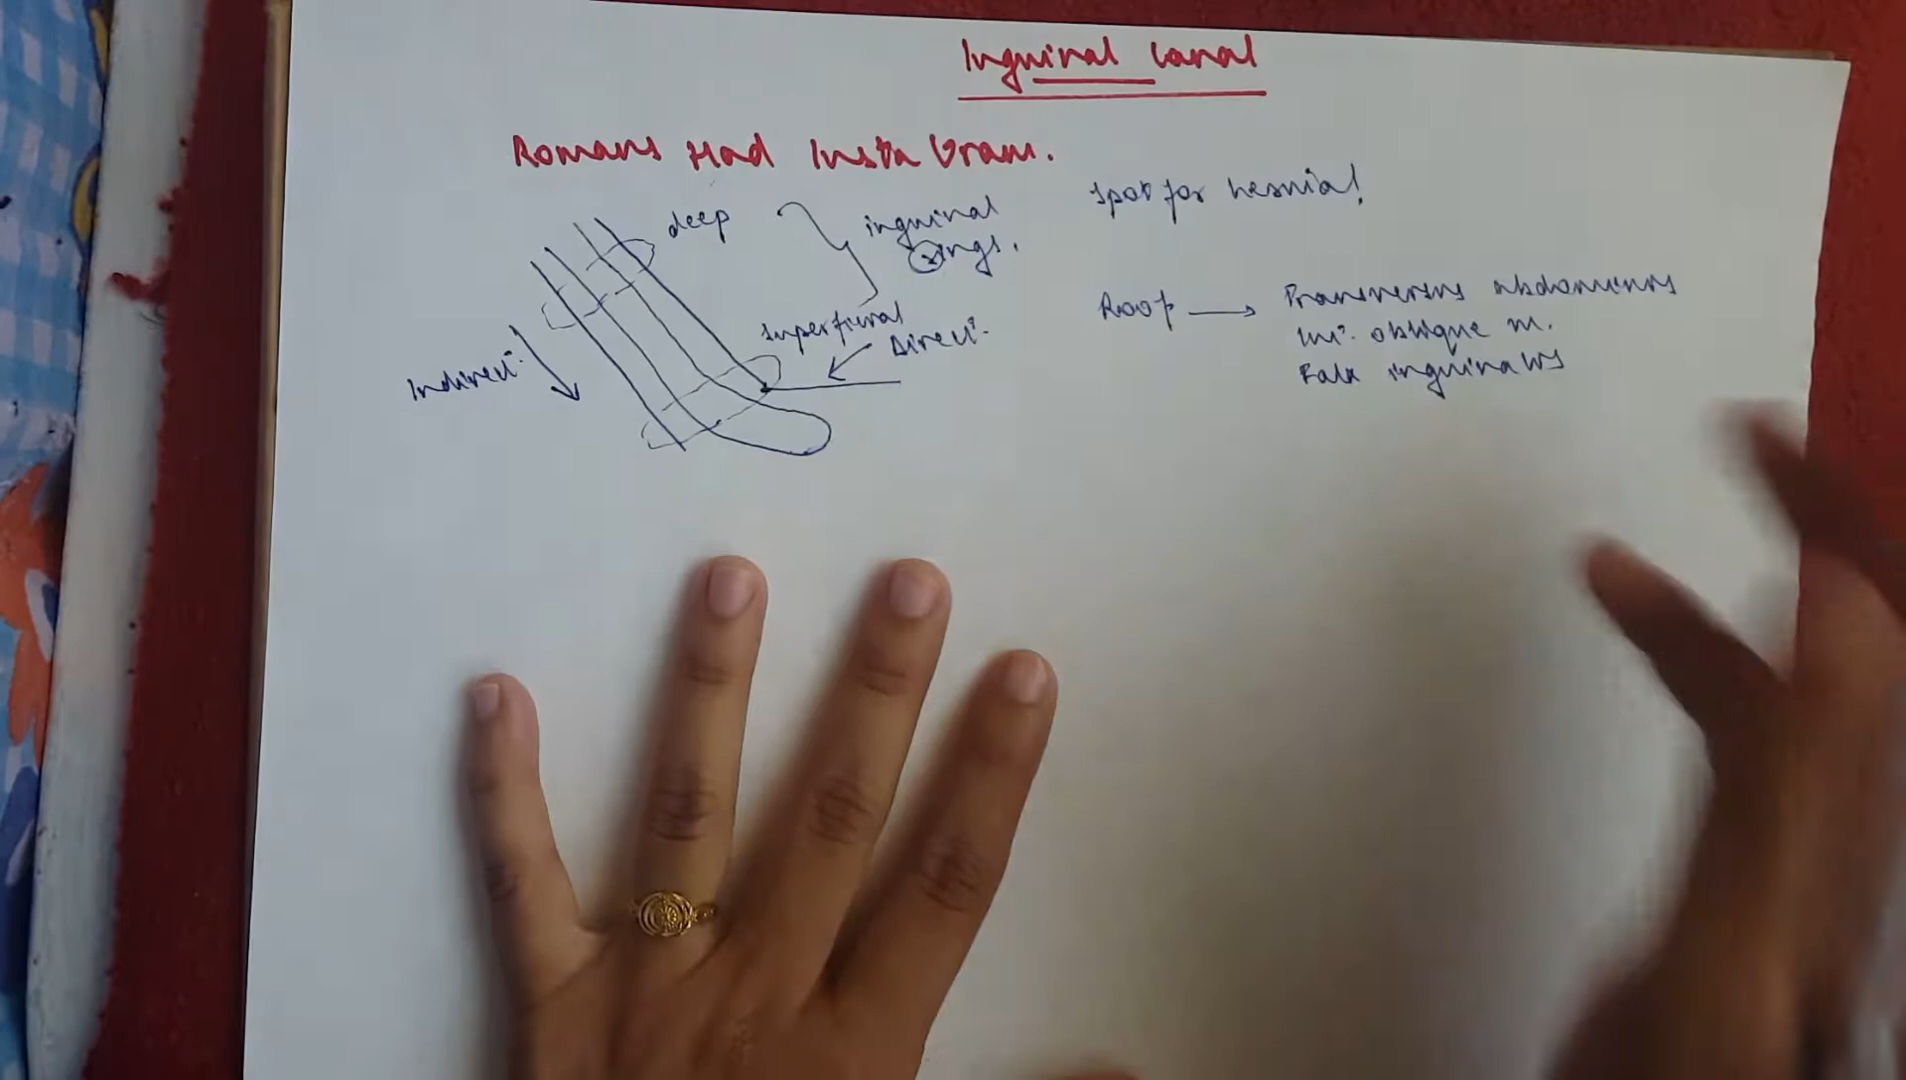 Inguinal Canal
Romans Had Insta Gram.
deep
inguinal
rings.
Spot for hernia!
Roof → Transversus abdominus
Int. oblique m.
Falx inguinalis
Superficial
Direct.
Indirect.